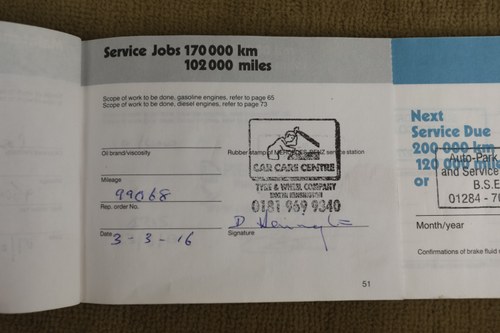 Service Jobs 170 000 km
102 000 miles
Scope of work to be done, gasoline engines, refer to page 65
Scope of work to be done, diesel engines, refer to page 73
Oil brand/viscosity
Rubber stamp of MERCEDES-BENZ service station
CAR CARE CENTRE
TYRE & WHEEL COMPANY
0181 969 9340
Mileage
99068
Rep. order No.
Date 3-3-16
Signature
51
Next
Service Due
200 000 km
120 000 miles
or
Auto-Park
and Service
B.S.E
01284 - 70
Month/year
Confirmations of brake fluid